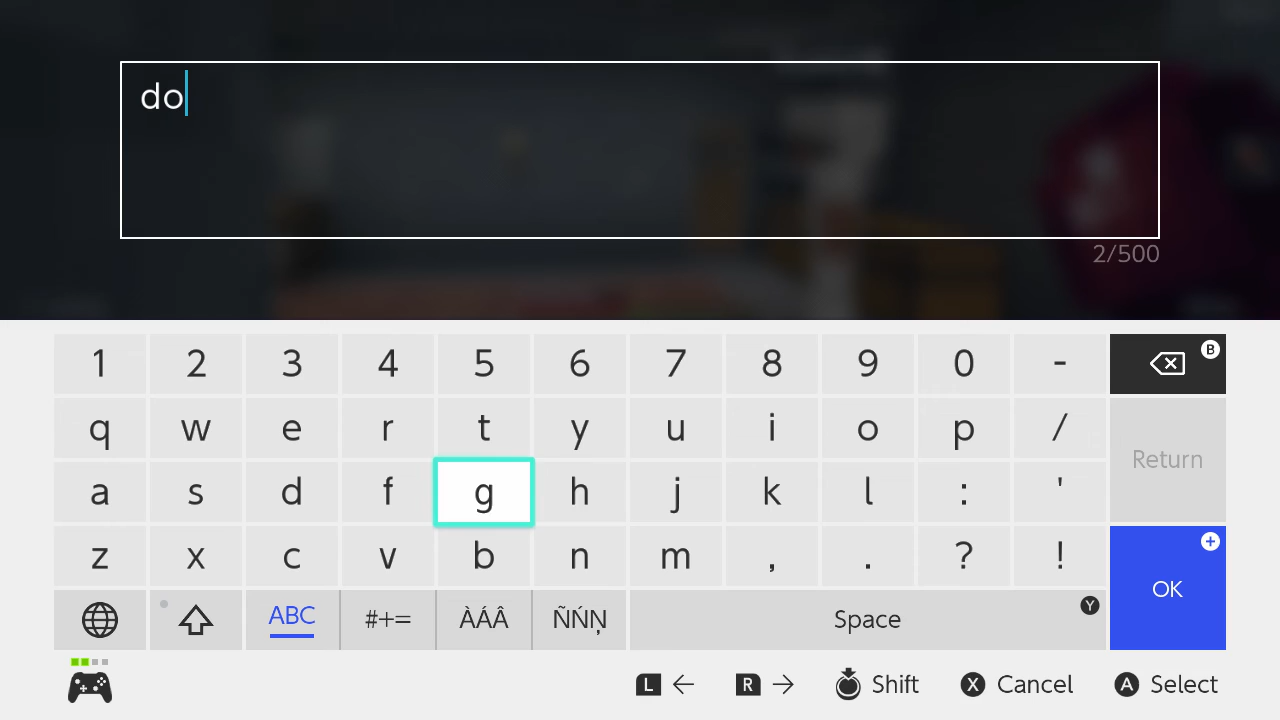 do
2/500
1 2 3 4 5 6 7 8 9 0 - B
q w e r t y u i o p / Return
a s d f g h j k l : '
z x c v b n m , . ? ! + OK
ABC #+= ÀÁÂ ÑŃŅ Space Y
L ← R → Shift X Cancel A Select